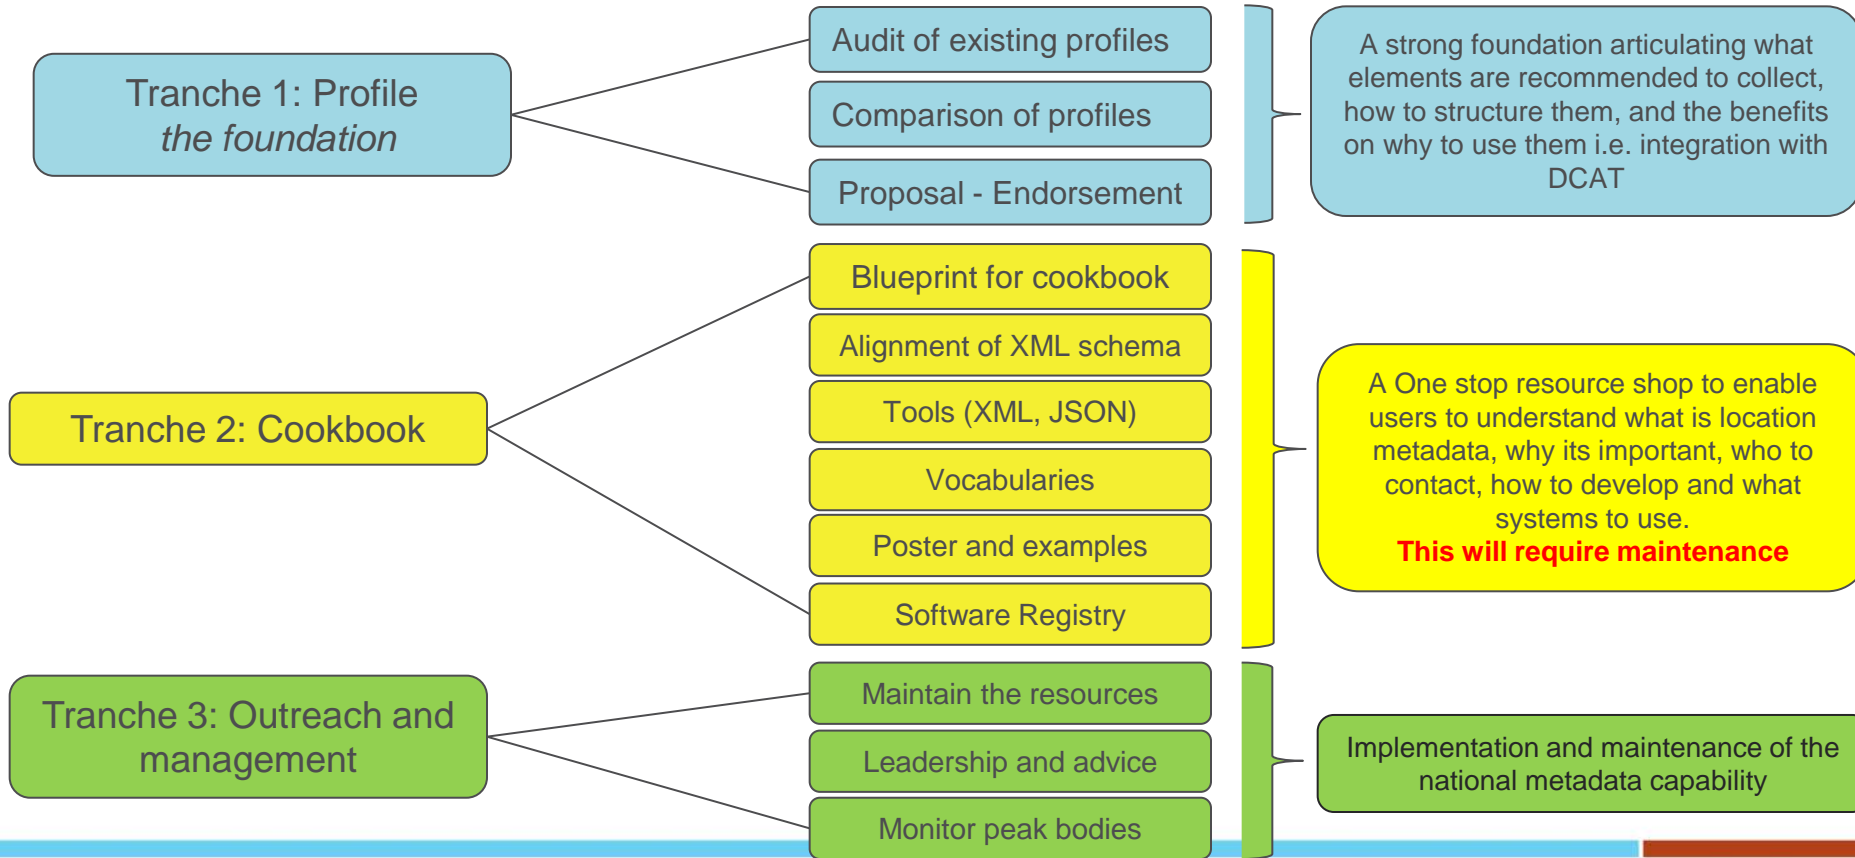 Tranche 1: Profile
the foundation
Audit of existing profiles
Comparison of profiles
Proposal - Endorsement
A strong foundation articulating what
elements are recommended to collect,
how to structure them, and the benefits
on why to use them i.e. integration with
DCAT
Tranche 2: Cookbook
Blueprint for cookbook
Alignment of XML schema
Tools (XML, JSON)
Vocabularies
Poster and examples
Software Registry
A One stop resource shop to enable
users to understand what is location
metadata, why its important, who to
contact, how to develop and what
systems to use.
This will require maintenance
Tranche 3: Outreach and
management
Maintain the resources
Leadership and advice
Monitor peak bodies
Implementation and maintenance of the
national metadata capability